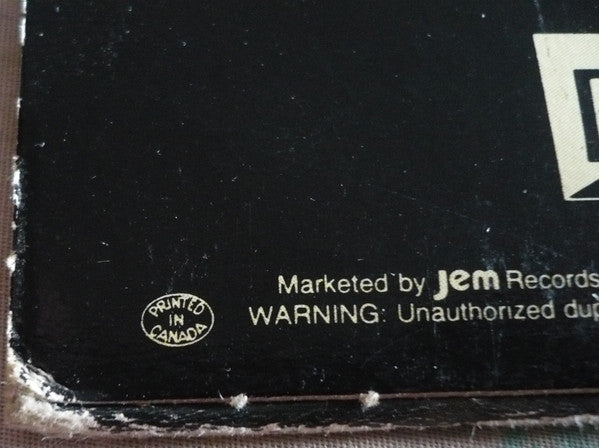 Marketed by Jem Records
WARNING: Unauthorized
PRINTED
IN
CANADA